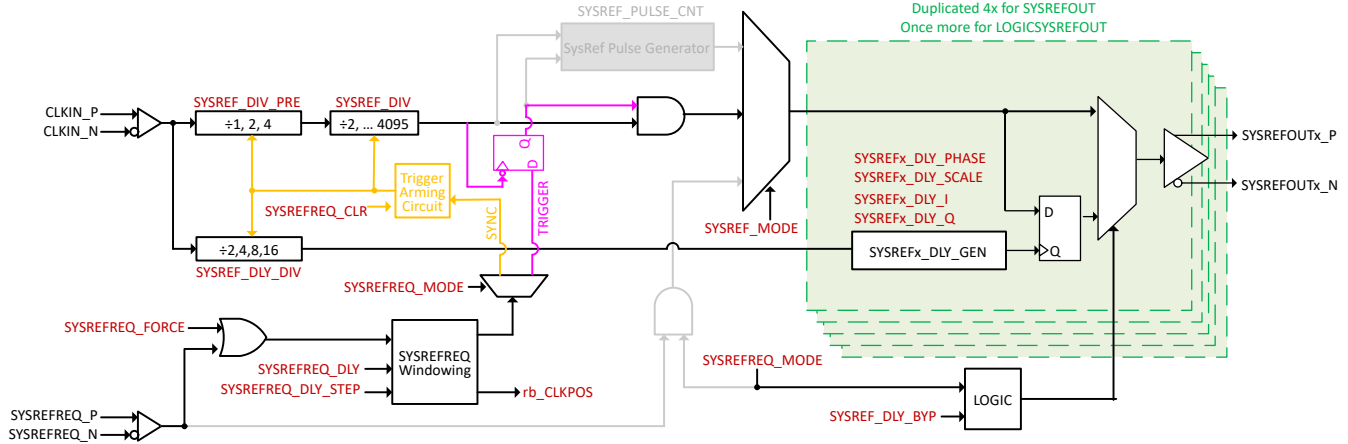 Duplicated 4x for SYSREFOUT
Once more for LOGICSYSREFOUT
SYSREF_PULSE_CNT
SysRef Pulse Generator
CLKIN_P
CLKIN_N
SYSREF_DIV_PRE
÷1, 2, 4
SYSREF_DIV
÷2, ... 4095
Q
D
TRIGGER
Trigger
Arming
Circuit
SYSREFREQ_CLR
SYNC
÷2,4,8,16
SYSREF_DLY_DIV
SYSREF_MODE
SYSREFx_DLY_PHASE
SYSREFx_DLY_SCALE
SYSREFx_DLY_I
SYSREFx_DLY_Q
SYSREFx_DLY_GEN
D
Q
SYSREFOUTx_P
SYSREFOUTx_N
SYSREFREQ_MODE
SYSREFREQ_FORCE
SYSREFREQ
Windowing
SYSREFREQ_DLY
SYSREFREQ_DLY_STEP
rb_CLKPOS
SYSREFREQ_MODE
LOGIC
SYSREF_DLY_BYP
SYSREFREQ_P
SYSREFREQ_N